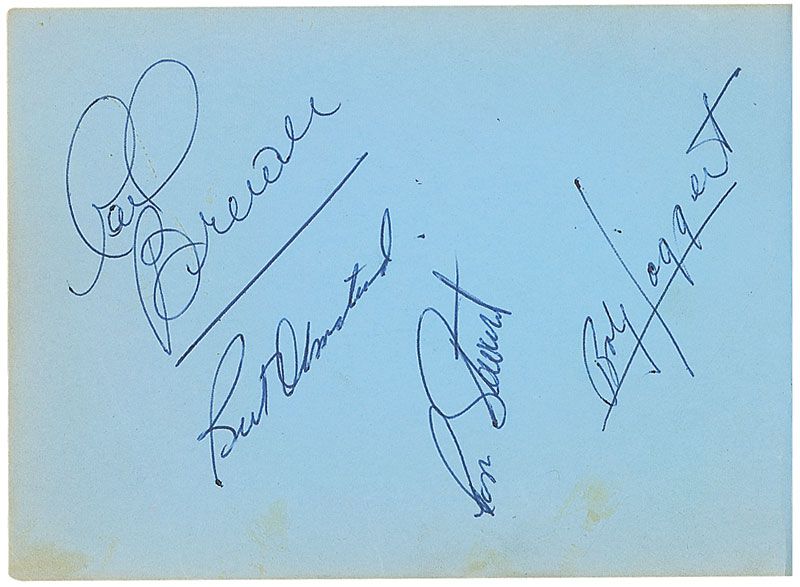 Carl
Brewer
Bert Olmstead
Ron Stewart
Bob Haggert